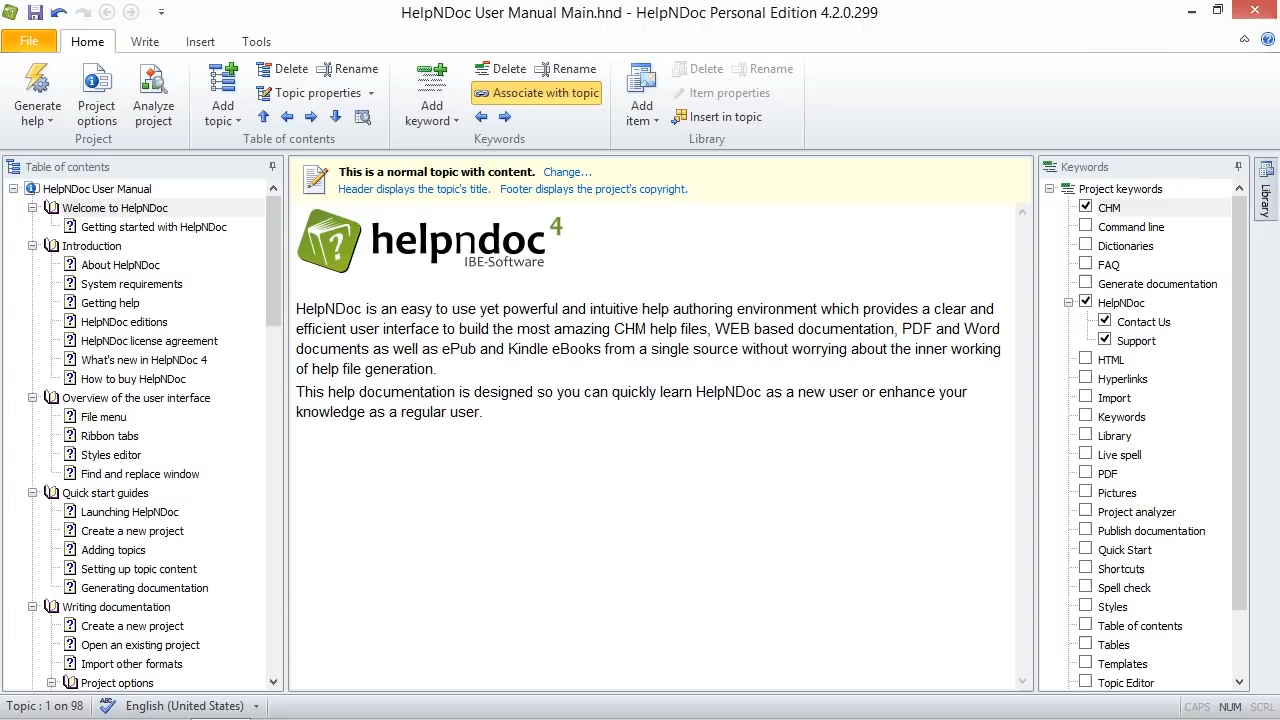 HelpNDoc User Manual Main.hnd - HelpNDoc Personal Edition 4.2.0.299
File Home Write Insert Tools
Generate help
Project options
Analyze project
Project
Add topic
Delete Rename
Topic properties
Table of contents
Add keyword
Delete Rename
Associate with topic
Keywords
Add item
Delete Rename
Item properties
Insert in topic
Library
Table of contents
HelpNDoc User Manual
Welcome to HelpNDoc
Getting started with HelpNDoc
Introduction
About HelpNDoc
System requirements
Getting help
HelpNDoc editions
HelpNDoc license agreement
What's new in HelpNDoc 4
How to buy HelpNDoc
Overview of the user interface
File menu
Ribbon tabs
Styles editor
Find and replace window
Quick start guides
Launching HelpNDoc
Create a new project
Adding topics
Setting up topic content
Generating documentation
Writing documentation
Create a new project
Open an existing project
Import other formats
Project options
This is a normal topic with content. Change...
Header displays the topic's title. Footer displays the project's copyright.
helpndoc 4
IBE-Software
HelpNDoc is an easy to use yet powerful and intuitive help authoring environment which provides a clear and
efficient user interface to build the most amazing CHM help files, WEB based documentation, PDF and Word
documents as well as ePub and Kindle eBooks from a single source without worrying about the inner working
of help file generation.
This help documentation is designed so you can quickly learn HelpNDoc as a new user or enhance your
knowledge as a regular user.
Keywords
Project keywords
CHM
Command line
Dictionaries
FAQ
Generate documentation
HelpNDoc
Contact Us
Support
HTML
Hyperlinks
Import
Keywords
Library
Live spell
PDF
Pictures
Project analyzer
Publish documentation
Quick Start
Shortcuts
Spell check
Styles
Table of contents
Tables
Templates
Topic Editor
Library
Topic : 1 on 98 English (United States) CAPS NUM SCRL